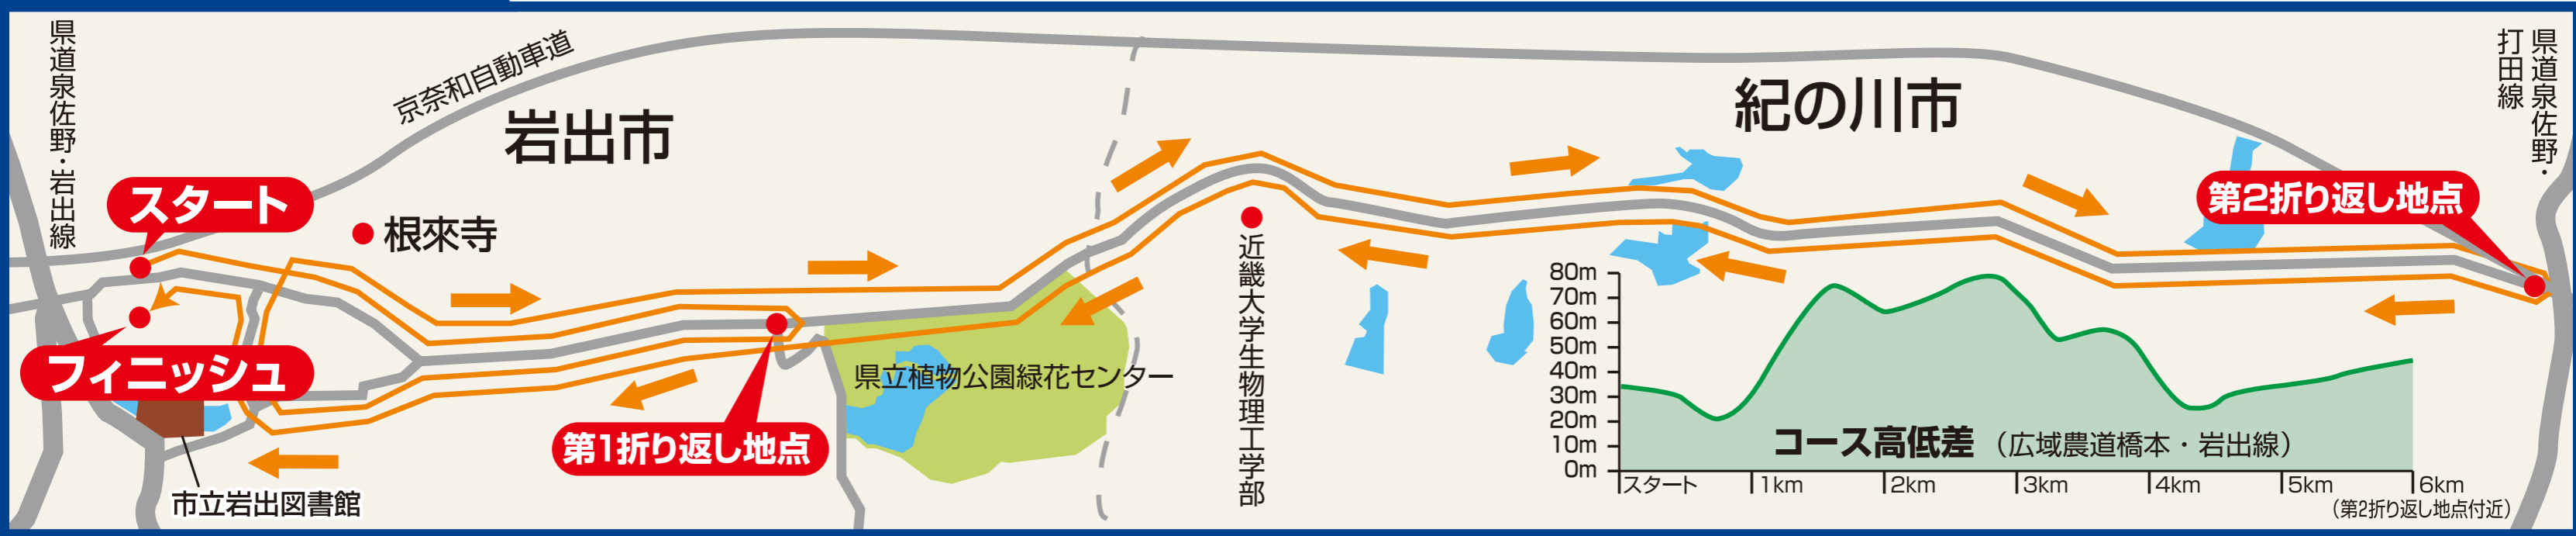 県道泉佐野・岩出線
京奈和自動車道
岩出市
紀の川市
県道泉佐野・
打田線
スタート
根來寺
第2折り返し地点
フィニッシュ
第1折り返し地点
県立植物公園緑花センター
近畿大学生物理工学部
市立岩出図書館
80m
70m
60m
50m
40m
30m
20m
10m
0m
コース高低差（広域農道橋本・岩出線）
スタート 1km 2km 3km 4km 5km 6km
（第2折り返し地点付近）